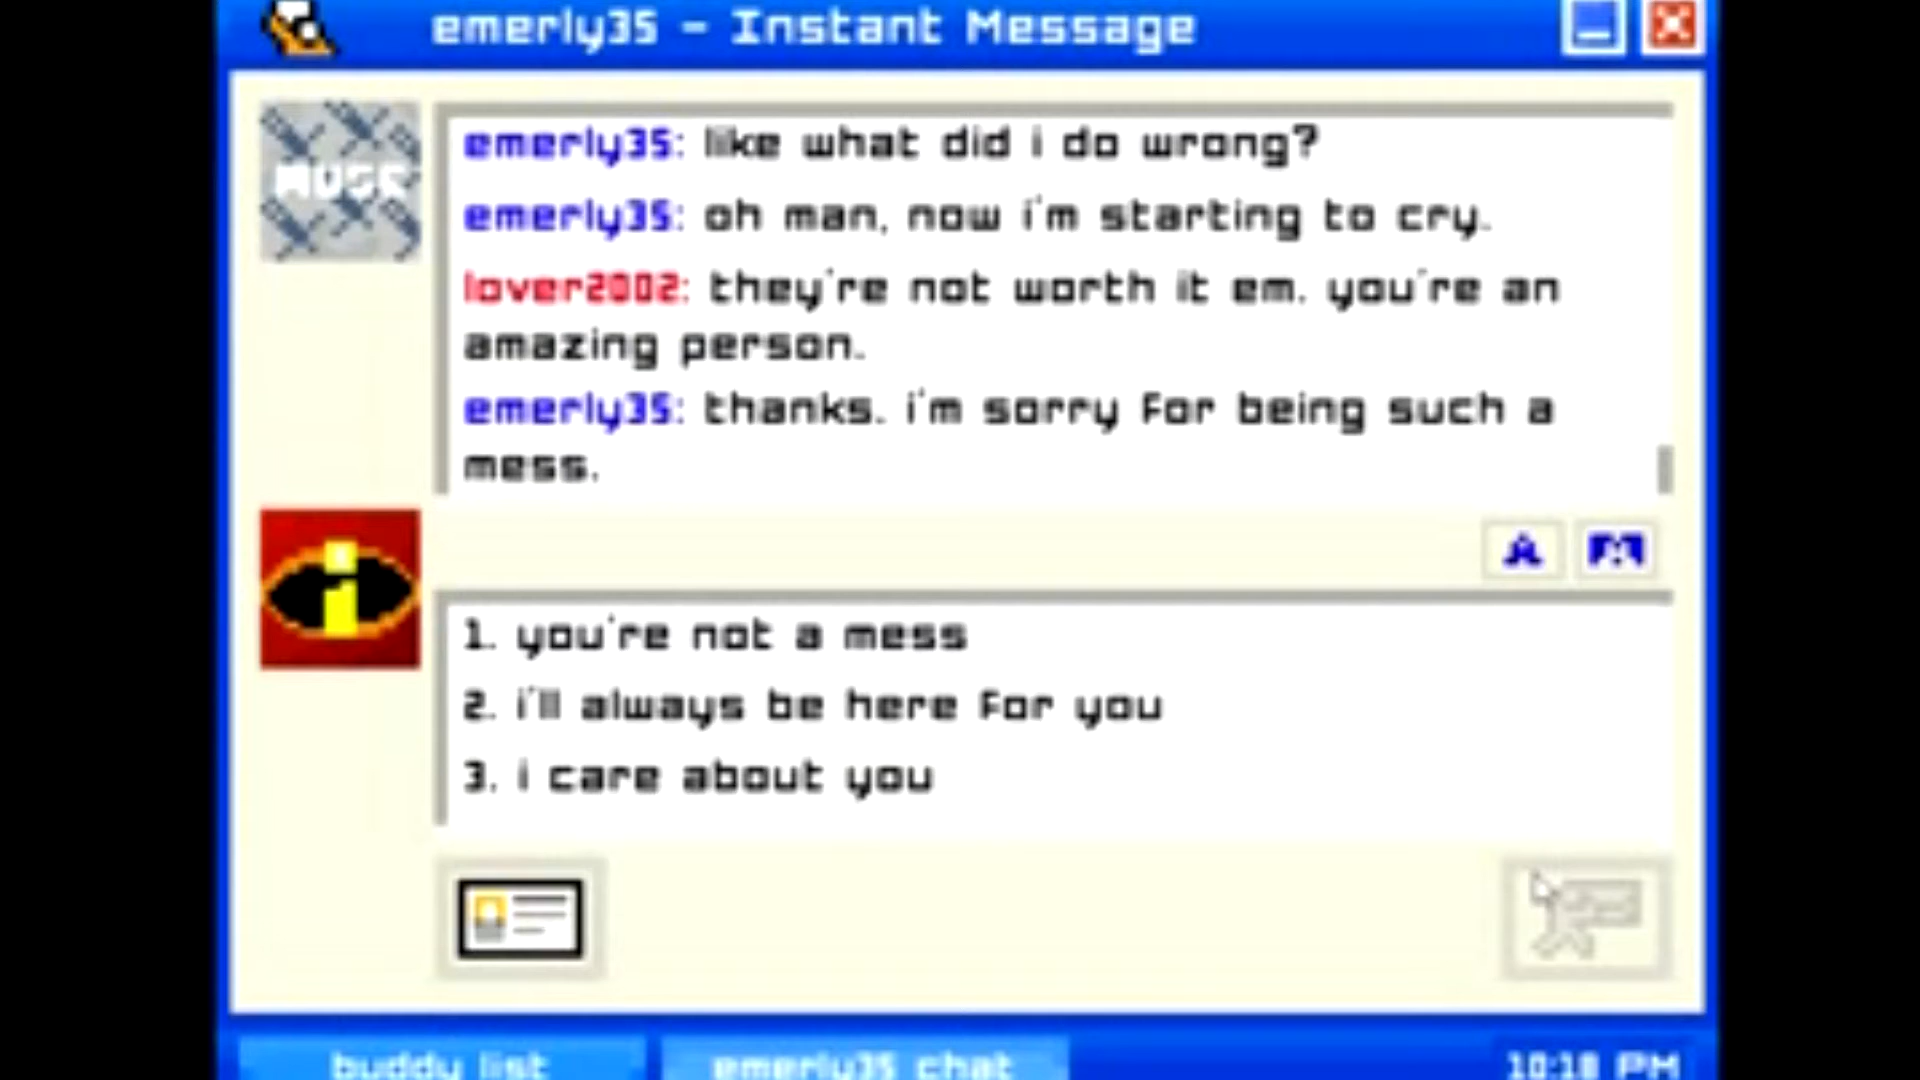 emerly35 - Instant Message
MUSE
emerly35: like what did i do wrong?
emerly35: oh man, now i'm starting to cry.
lover2002: they're not worth it em. you're an
amazing person.
emerly35: thanks. i'm sorry for being such a
mess.
i
A
1. you're not a mess
2. i'll always be here for you
3. i care about you
buddy list
emerly35 chat
10:18 PM